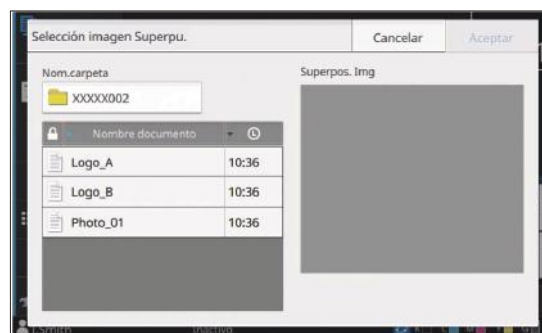 Selección imagen Superpu.
Cancelar
Aceptar
Nom.carpeta
XXXXX002
Superpos. Img
Nombre documento
Logo_A 10:36
Logo_B 10:36
Photo_01 10:36
J.Smith
Inactivo